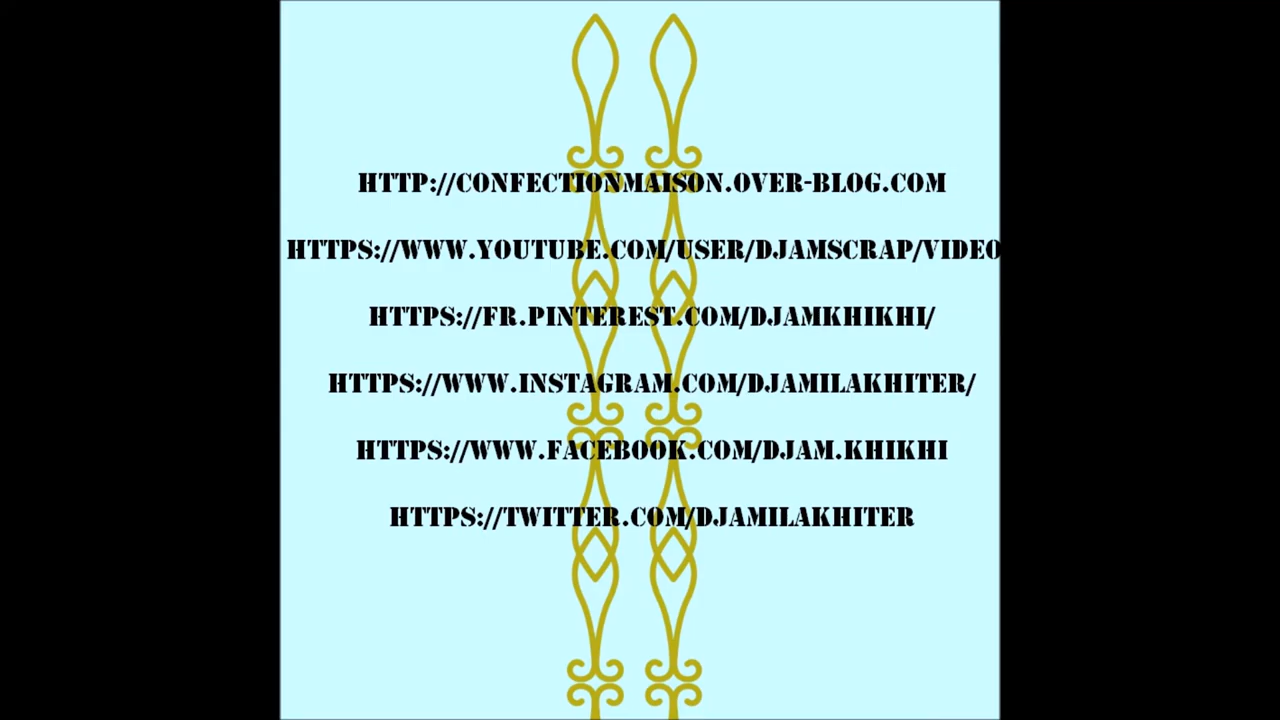 HTTP://CONFECTIONMAISON.OVER-BLOG.COM
HTTPS://WWW.YOUTUBE.COM/USER/DJAMSCRAP/VIDEO
HTTPS://FR.PINTEREST.COM/DJAMKHIKHI/
HTTPS://WWW.INSTAGRAM.COM/DJAMILAKHITER/
HTTPS://WWW.FACEBOOK.COM/DJAM.KHIKHI
HTTPS://TWITTER.COM/DJAMILAKHITER